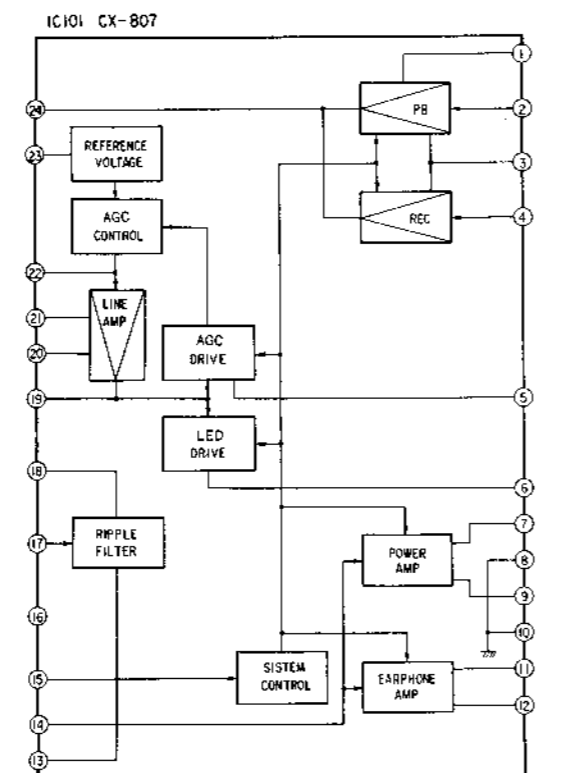 IC101 CX-807
1
24
PB
2
REFERENCE
VOLTAGE
23
3
AGC
CONTROL
REC
4
22
LINE
AMP
21
AGC
DRIVE
20
19
5
LED
DRIVE
18
6
RIPPLE
FILTER
17
7
POWER
AMP
8
9
16
10
SISTEM
CONTROL
15
EARPHONE
AMP
11
12
14
13